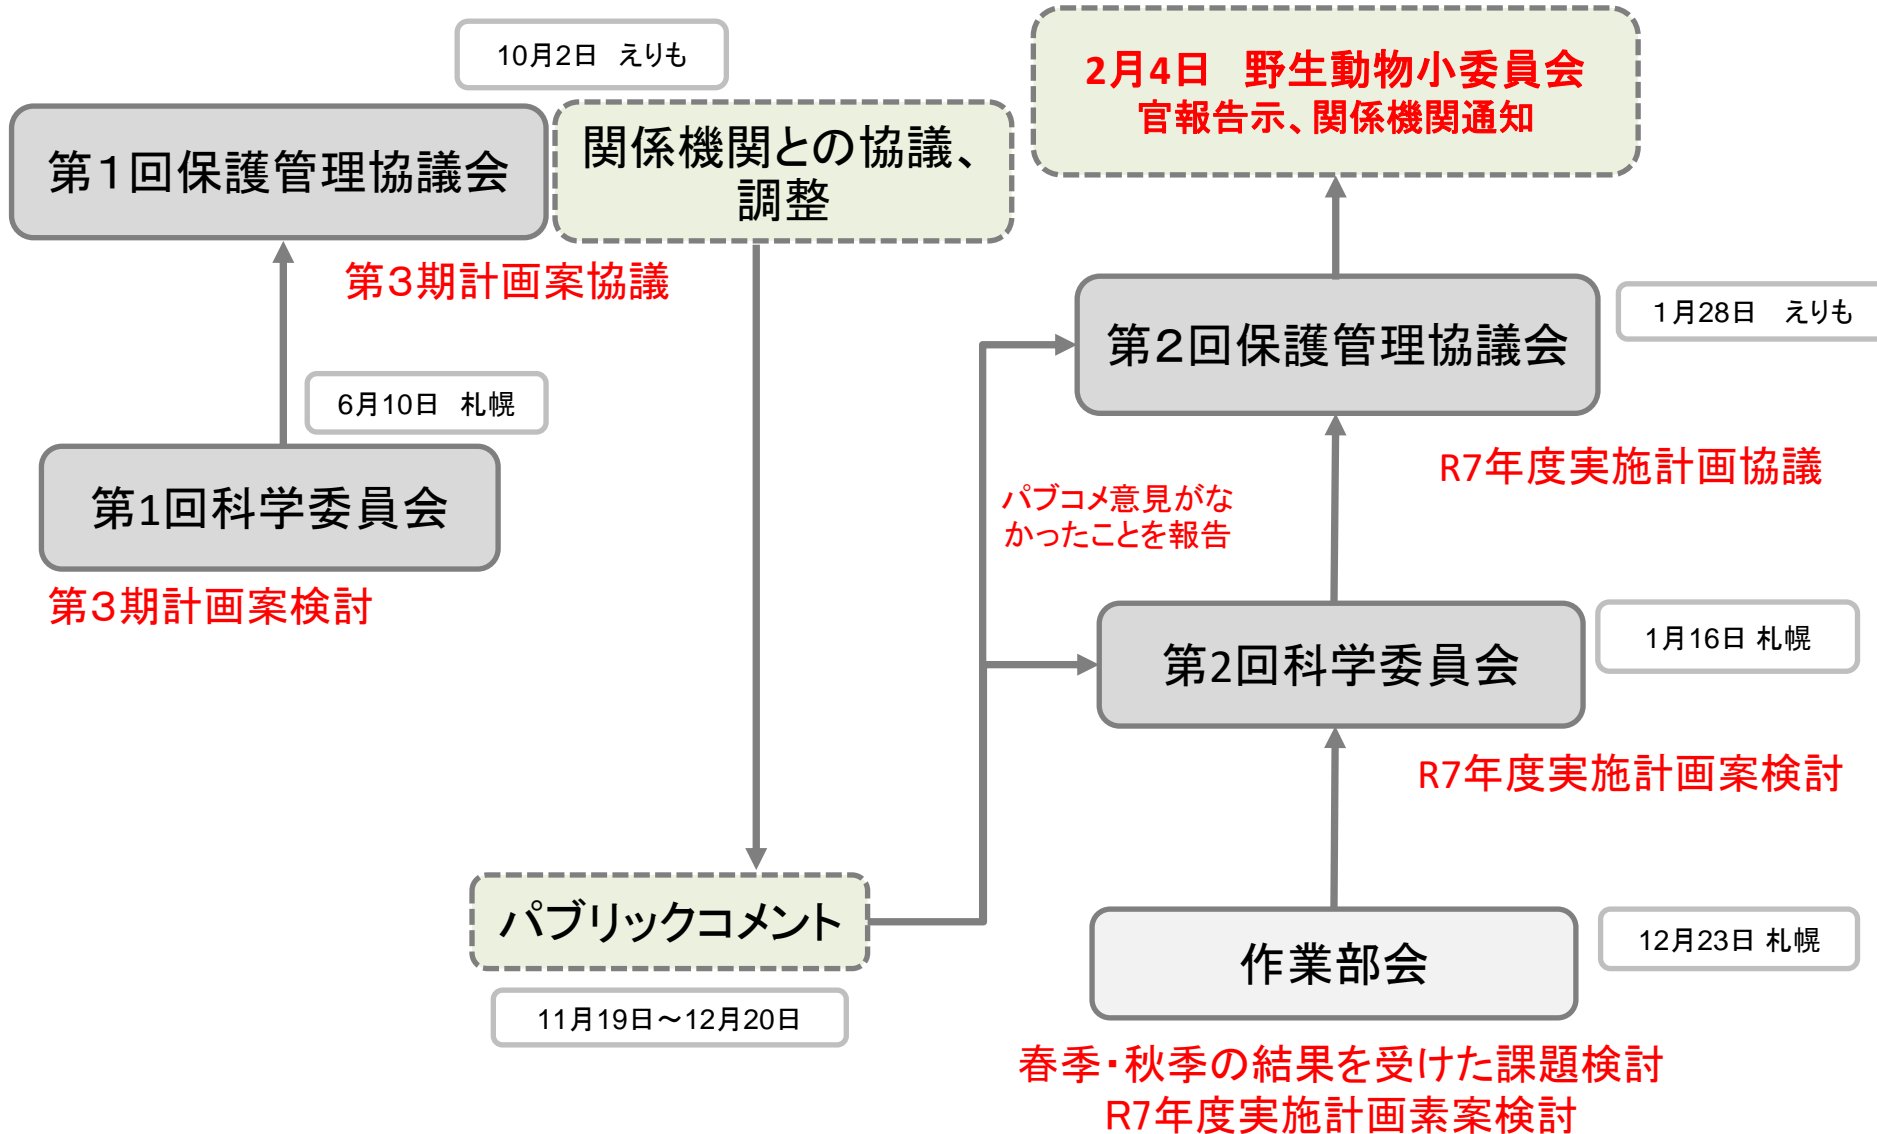 10月2日　えりも
第１回保護管理協議会
関係機関との協議、
調整
第３期計画案協議
6月10日　札幌
第1回科学委員会
第３期計画案検討
パブリックコメント
11月19日～12月20日
2月4日　野生動物小委員会
官報告示、関係機関通知
第２回保護管理協議会
１月28日　えりも
R7年度実施計画協議
パブコメ意見がな
かったことを報告
第2回科学委員会
1月16日 札幌
R7年度実施計画案検討
作業部会
12月23日 札幌
春季・秋季の結果を受けた課題検討
R7年度実施計画素案検討